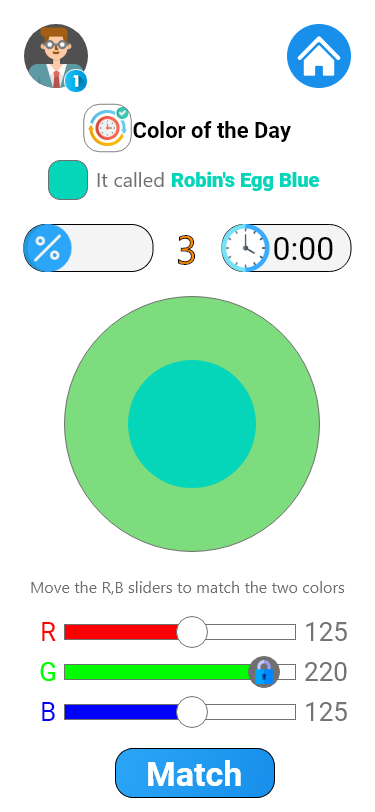 1
Color of the Day
It called Robin's Egg Blue
%
3
0:00
Move the R,B sliders to match the two colors
R 125
G 220
B 125
Match